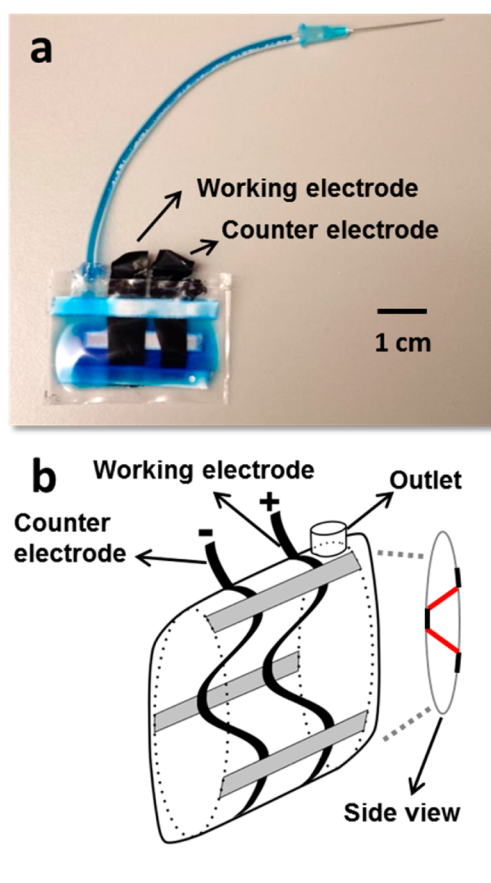 a
Working electrode
Counter electrode
1 cm
b
Working electrode
Outlet
Counter
electrode
-
+
Side view